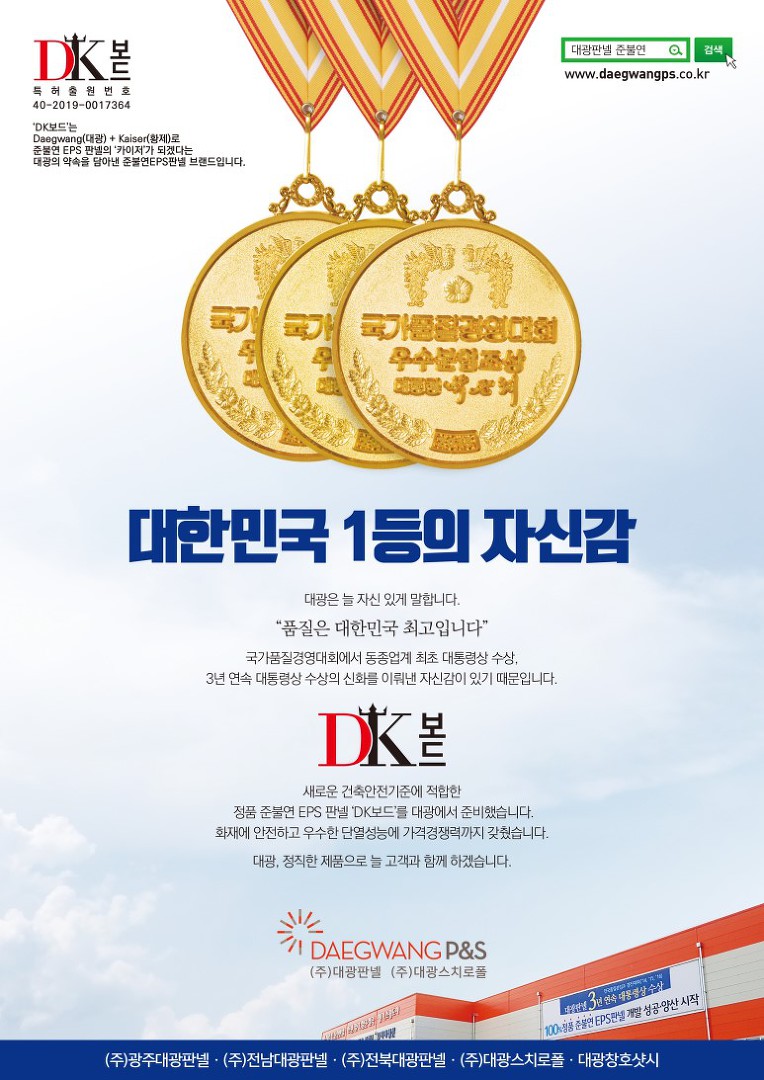 DK보드
특허출원번호
40-2019-0017364
'DK보드'는
Daegwang(대광) + Kaiser(황제)로
준불연 EPS 판넬의 '카이저'가 되겠다는
대광의 약속을 담아낸 준불연EPS판넬 브랜드입니다.
대광판넬 준불연
검색
www.daegwangps.co.kr
국가
우
국가
우
국가품질경영대회
우수분임조상
대통령
대한민국 1등의 자신감
대광은 늘 자신 있게 말합니다.
“품질은 대한민국 최고입니다”
국가품질경영대회에서 동종업계 최초 대통령상 수상,
3년 연속 대통령상 수상의 신화를 이뤄낸 자신감이 있기 때문입니다.
DK보드
새로운 건축안전기준에 적합한
정품 준불연 EPS 판넬 'DK보드'를 대광에서 준비했습니다.
화재에 안전하고 우수한 단열성능에 가격경쟁력까지 갖췄습니다.
대광, 정직한 제품으로 늘 고객과 함께 하겠습니다.
DAEGWANG P&S
(주)대광판넬 (주)대광스치로폴
대광판넬 3년 연속 대통령상 수상
100%정품 준불연 EPS판넬 개발 성공·양산 시작
(주)광주대광판넬 · (주)전남대광판넬 · (주)전북대광판넬 · (주)대광스치로폴 · 대광창호샷시